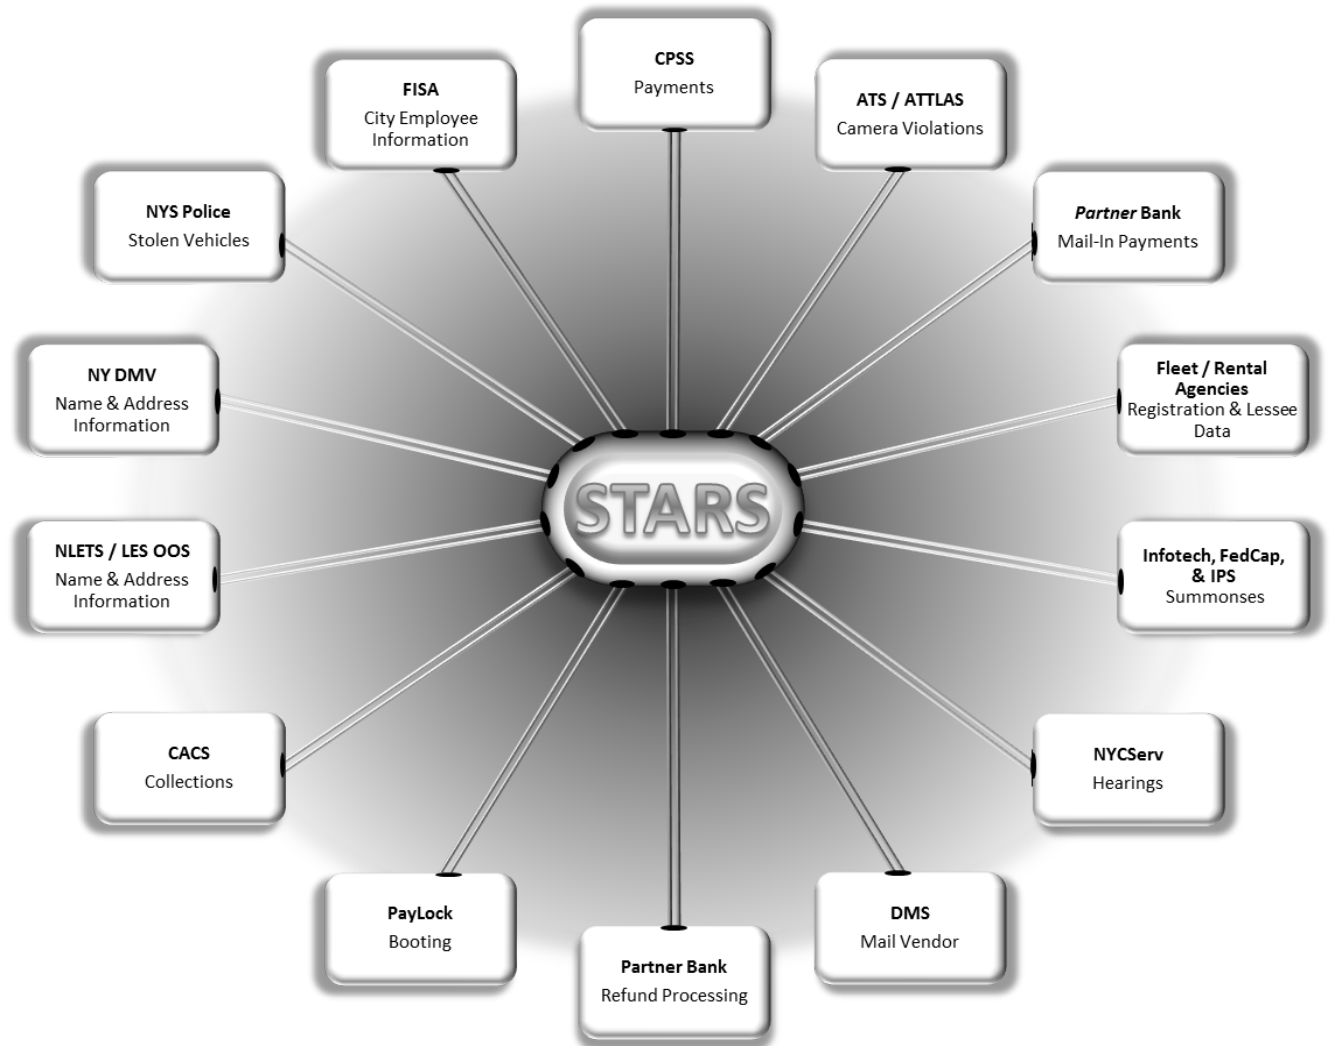 CPSS
Payments
FISA
City Employee
Information
ATS / ATTLAS
Camera Violations
NYS Police
Stolen Vehicles
Partner Bank
Mail-In Payments
NY DMV
Name & Address
Information
Fleet / Rental
Agencies
Registration & Lessee
Data
STARS
NLETS / LES OOS
Name & Address
Information
Infotech, FedCap,
& IPS
Summonses
CACS
Collections
NYCServ
Hearings
PayLock
Booting
DMS
Mail Vendor
Partner Bank
Refund Processing